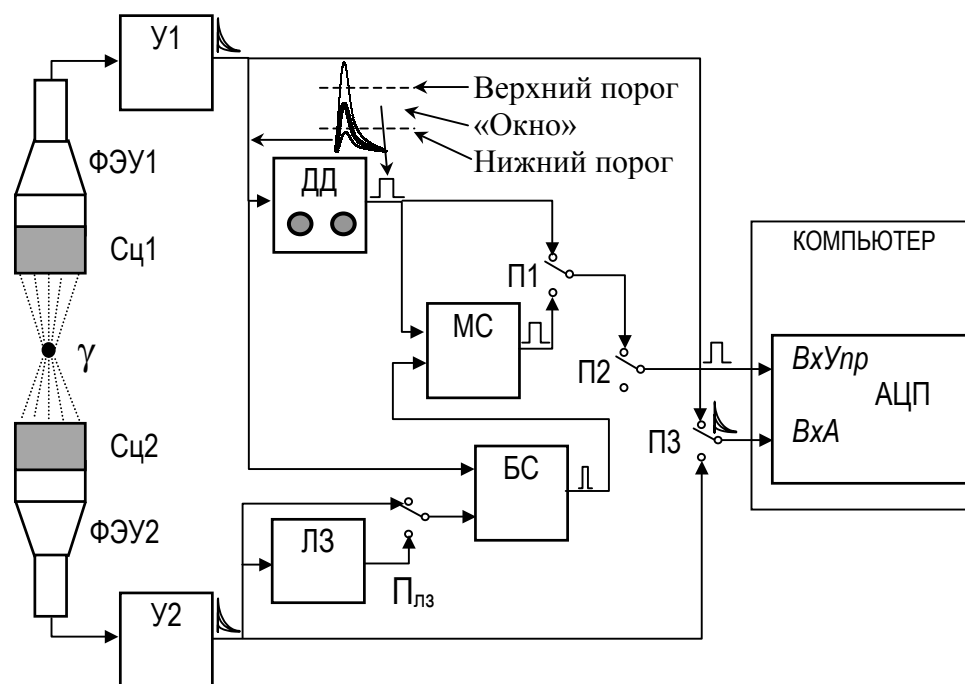 У1
Верхний порог
«Окно»
Нижний порог
ФЭУ1
ДД
Сц1
КОМПЬЮТЕР
П1
МС
γ
ВхУпр
П2
АЦП
ВхА
П3
Сц2
БС
ФЭУ2
ЛЗ
Плз
У2